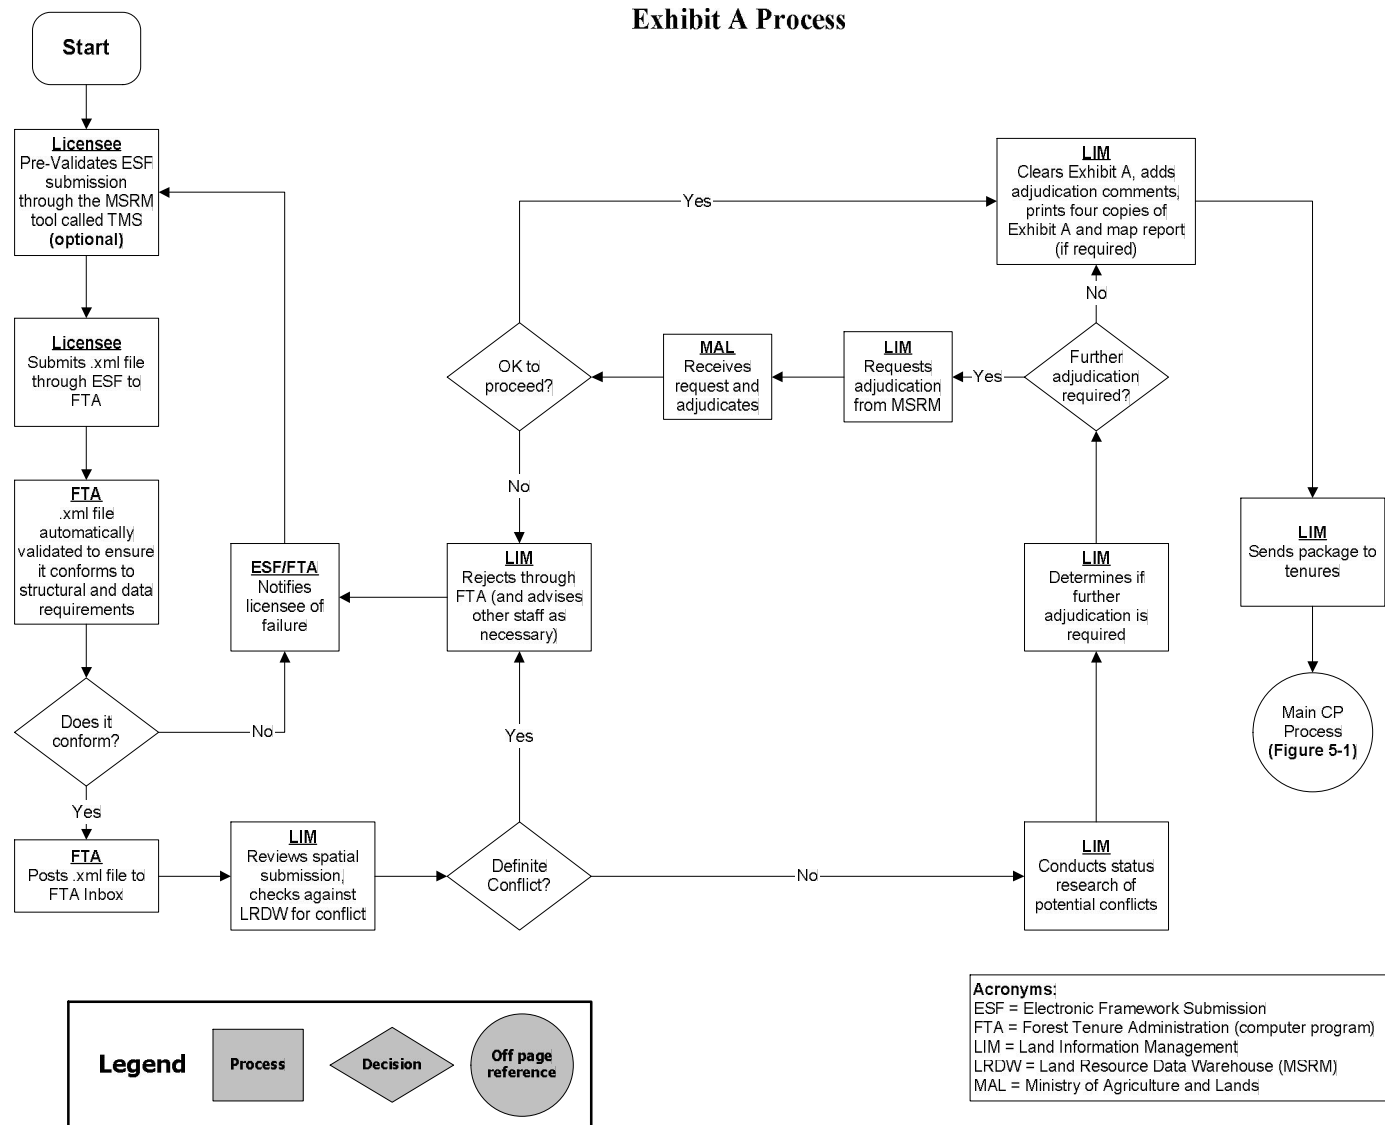 Exhibit A Process
Start
Licensee
Pre-Validates ESF
submission
through the MSRM
tool called TMS
(optional)
Licensee
Submits .xml file
through ESF to
FTA
FTA
.xml file
automatically
validated to ensure
it conforms to
structural and data
requirements
Does it
conform?
No
Yes
FTA
Posts .xml file to
FTA Inbox
ESF/FTA
Notifies
licensee of
failure
LIM
Reviews spatial
submission,
checks against
LRDW for conflict
Definite
Conflict?
Yes
No
LIM
Rejects through
FTA (and advises
other staff as
necessary)
No
OK to
proceed?
Yes
MAL
Receives
request and
adjudicates
LIM
Requests
adjudication
from MSRM
Yes
Further
adjudication
required?
No
LIM
Clears Exhibit A, adds
adjudication comments,
prints four copies of
Exhibit A and map report
(if required)
LIM
Determines if
further
adjudication is
required
LIM
Conducts status
research of
potential conflicts
LIM
Sends package to
tenures
Main CP
Process
(Figure 5-1)
Legend
Process
Decision
Off page
reference
Acronyms:
ESF = Electronic Framework Submission
FTA = Forest Tenure Administration (computer program)
LIM = Land Information Management
LRDW = Land Resource Data Warehouse (MSRM)
MAL = Ministry of Agriculture and Lands